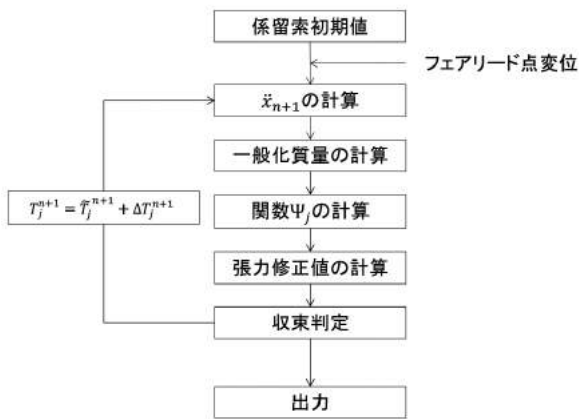 係留索初期値
フェアリード点変位
ẍₙ₊₁の計算
一般化質量の計算
T_j^{n+1} = T̃_j^{n+1} + ΔT_j^{n+1}
関数Ψ_jの計算
張力修正値の計算
収束判定
出力